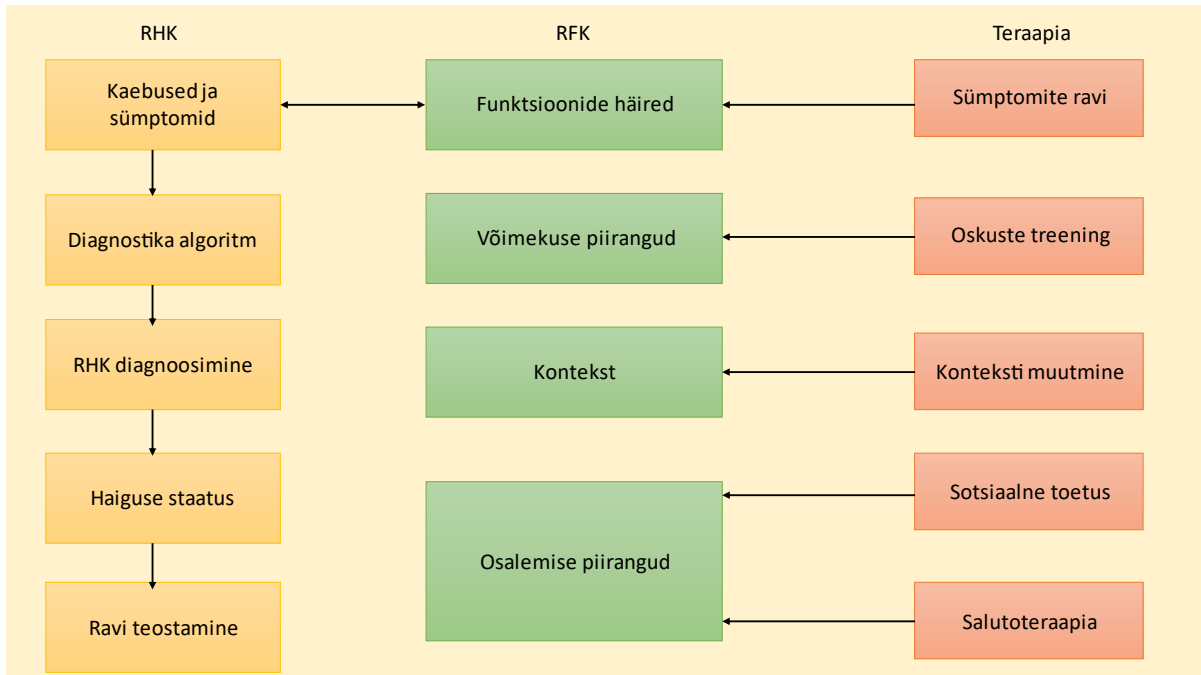 RHK
RFK
Teraapia
Kaebused ja
sümptomid
Funktsioonide häired
Sümptomite ravi
Diagnostika algoritm
Võimekuse piirangud
Oskuste treening
RHK diagnoosimine
Kontekst
Konteksti muutmine
Haiguse staatus
Osalemise piirangud
Sotsiaalne toetus
Ravi teostamine
Salutoteraapia